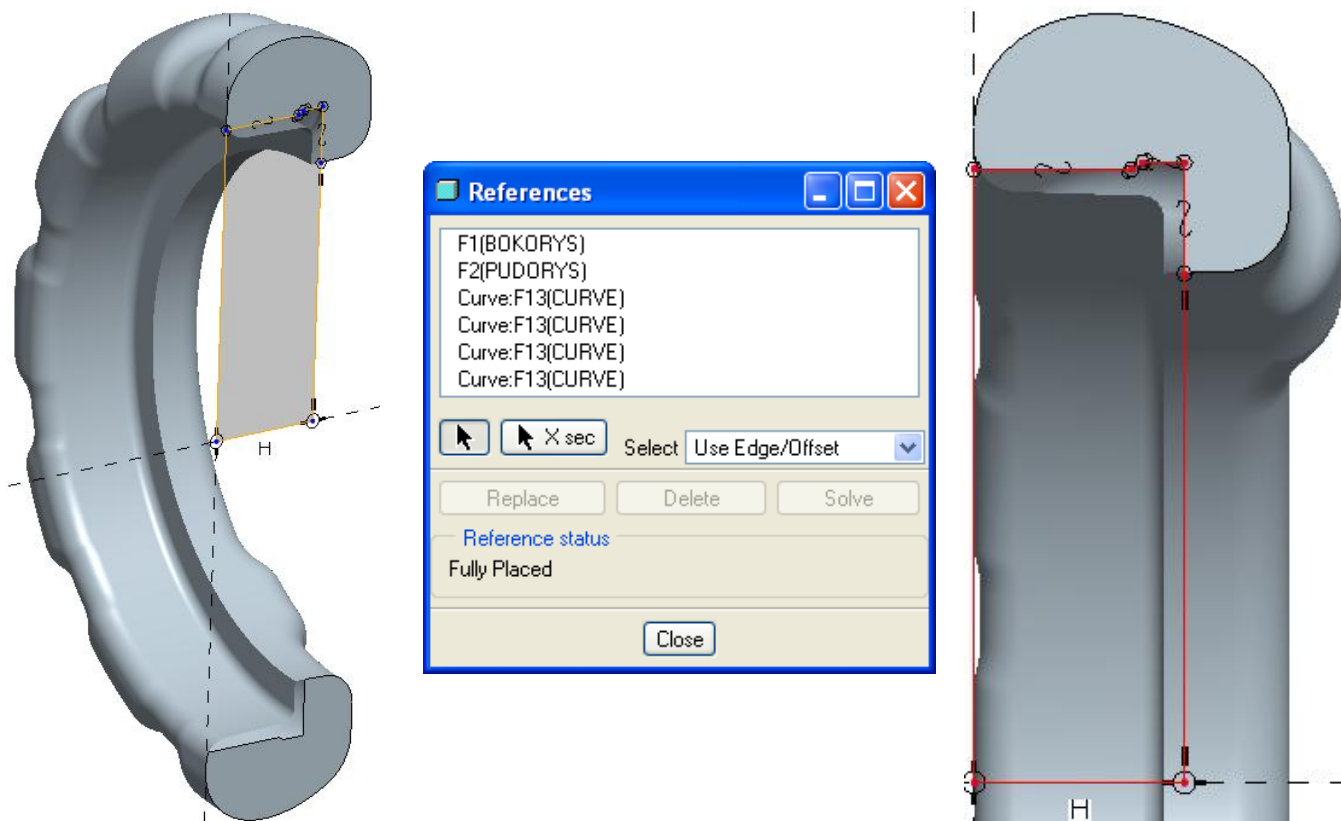 H
References
F1(BOKORYS)
F2(PUDORYS)
Curve:F13(CURVE)
Curve:F13(CURVE)
Curve:F13(CURVE)
Curve:F13(CURVE)
X sec
Select
Use Edge/Offset
Replace
Delete
Solve
Reference status
Fully Placed
Close
H